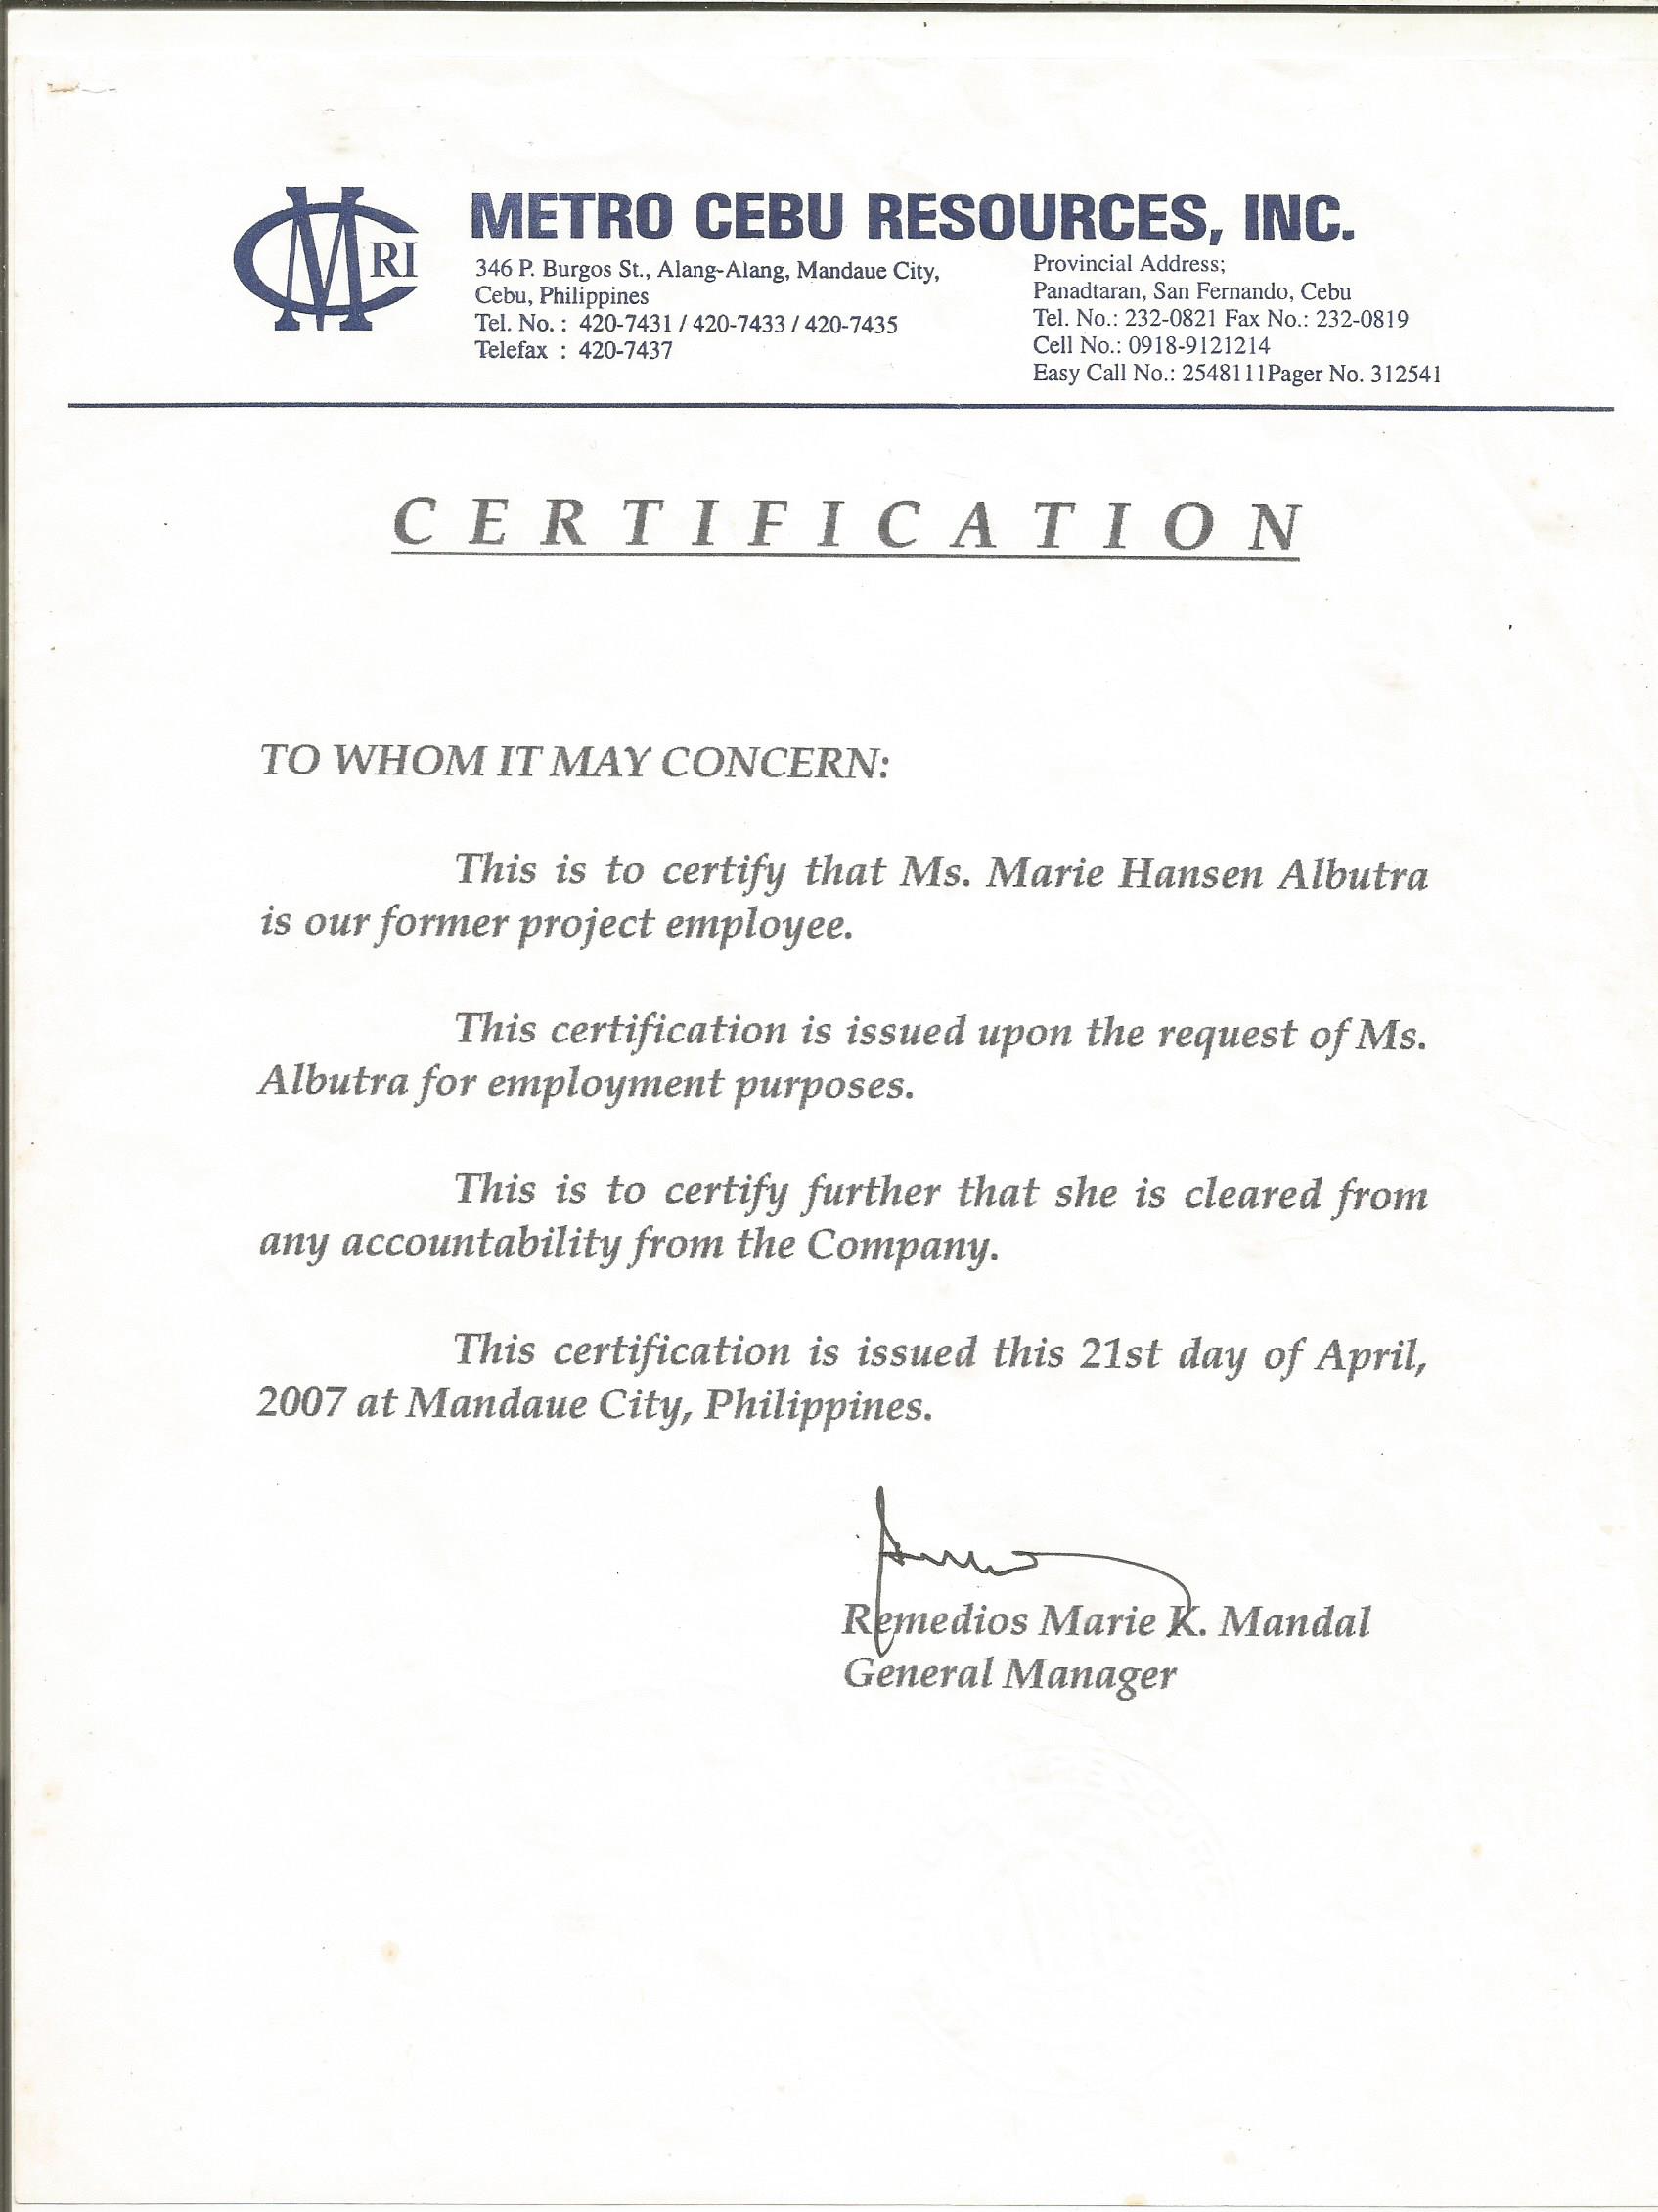 MCRI
METRO CEBU RESOURCES, INC.
346 P. Burgos St., Alang-Alang, Mandaue City,
Cebu, Philippines
Tel. No. : 420-7431 / 420-7433 / 420-7435
Telefax : 420-7437
Provincial Address;
Panadtaran, San Fernando, Cebu
Tel. No.: 232-0821 Fax No.: 232-0819
Cell No.: 0918-9121214
Easy Call No.: 2548111Pager No. 312541
CERTIFICATION
TO WHOM IT MAY CONCERN:
This is to certify that Ms. Marie Hansen Albutra
is our former project employee.
This certification is issued upon the request of Ms.
Albutra for employment purposes.
This is to certify further that she is cleared from
any accountability from the Company.
This certification is issued this 21st day of April,
2007 at Mandaue City, Philippines.
Remedios Marie K. Mandal
General Manager